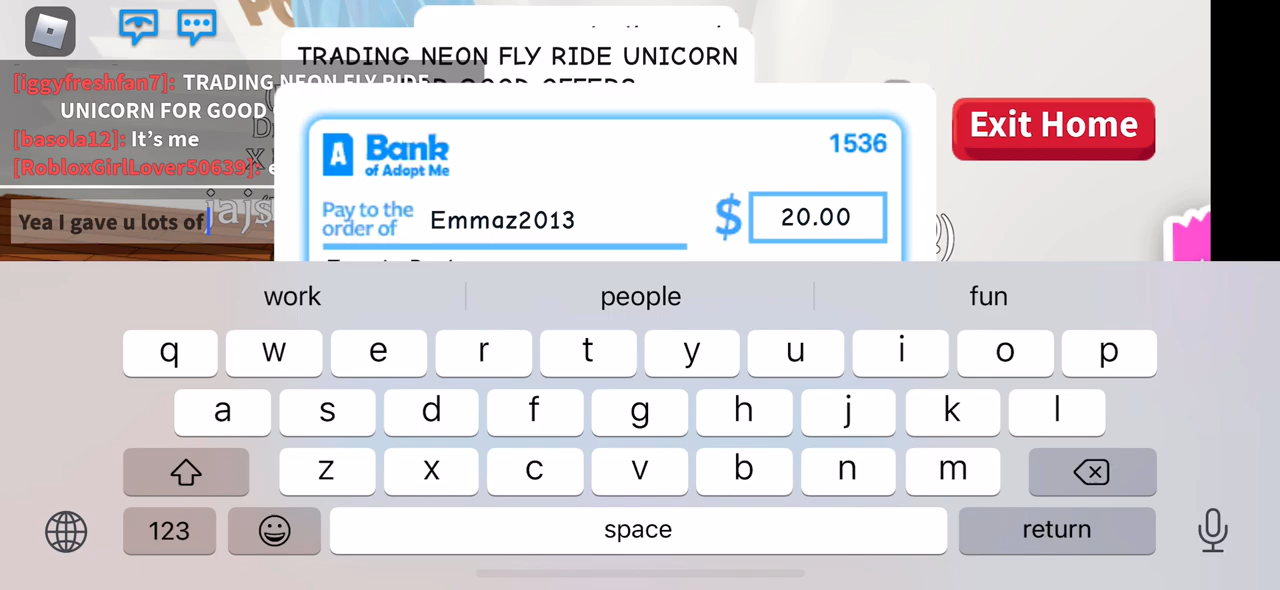 TRADING NEON FLY RIDE UNICORN
[iggyfreshfan7]: TRADING NEON FLY RIDE
UNICORN FOR GOOD
[basola12]: It's me
[RobloxGirlLover50639]: e
Yea I gave u lots of
jajs
Exit Home
A Bank
of Adopt Me
1536
Pay to the
order of
Emmaz2013
$ 20.00
work people fun
q w e r t y u i o p
a s d f g h j k l
z x c v b n m
123 space return